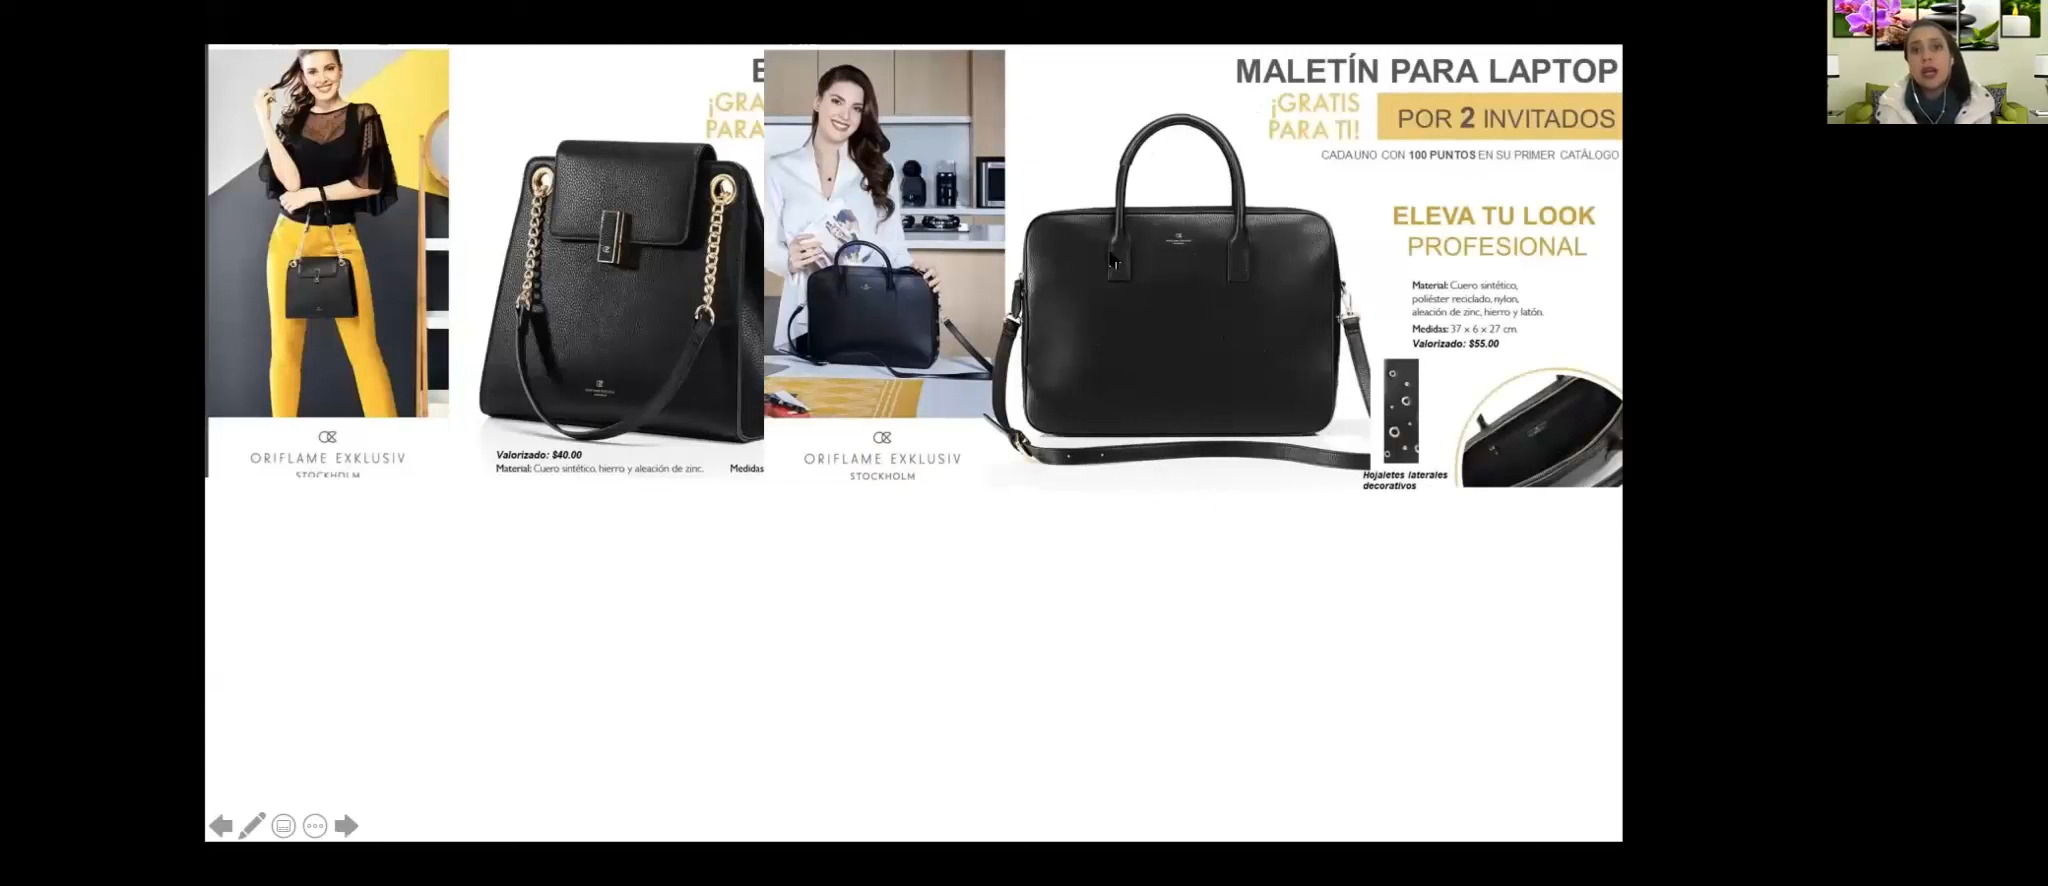 ¡GRA
PARA
Valorizado: $40.00
Material: Cuero sintético, hierro y aleación de zinc.
Medidas
ORIFLAME EXKLUSIV
STOCKHOLM
MALETÍN PARA LAPTOP
¡GRATIS
PARA TI!
POR 2 INVITADOS
CADA UNO CON 100 PUNTOS EN SU PRIMER CATÁLOGO
ELEVA TU LOOK
PROFESIONAL
Material: Cuero sintético,
poliéster reciclado, nylon,
aleación de zinc, hierro y latón.
Medidas: 37 x 6 x 27 cm
Valorizado: $55.00
Hojaletes laterales
decorativos
ORIFLAME EXKLUSIV
STOCKHOLM